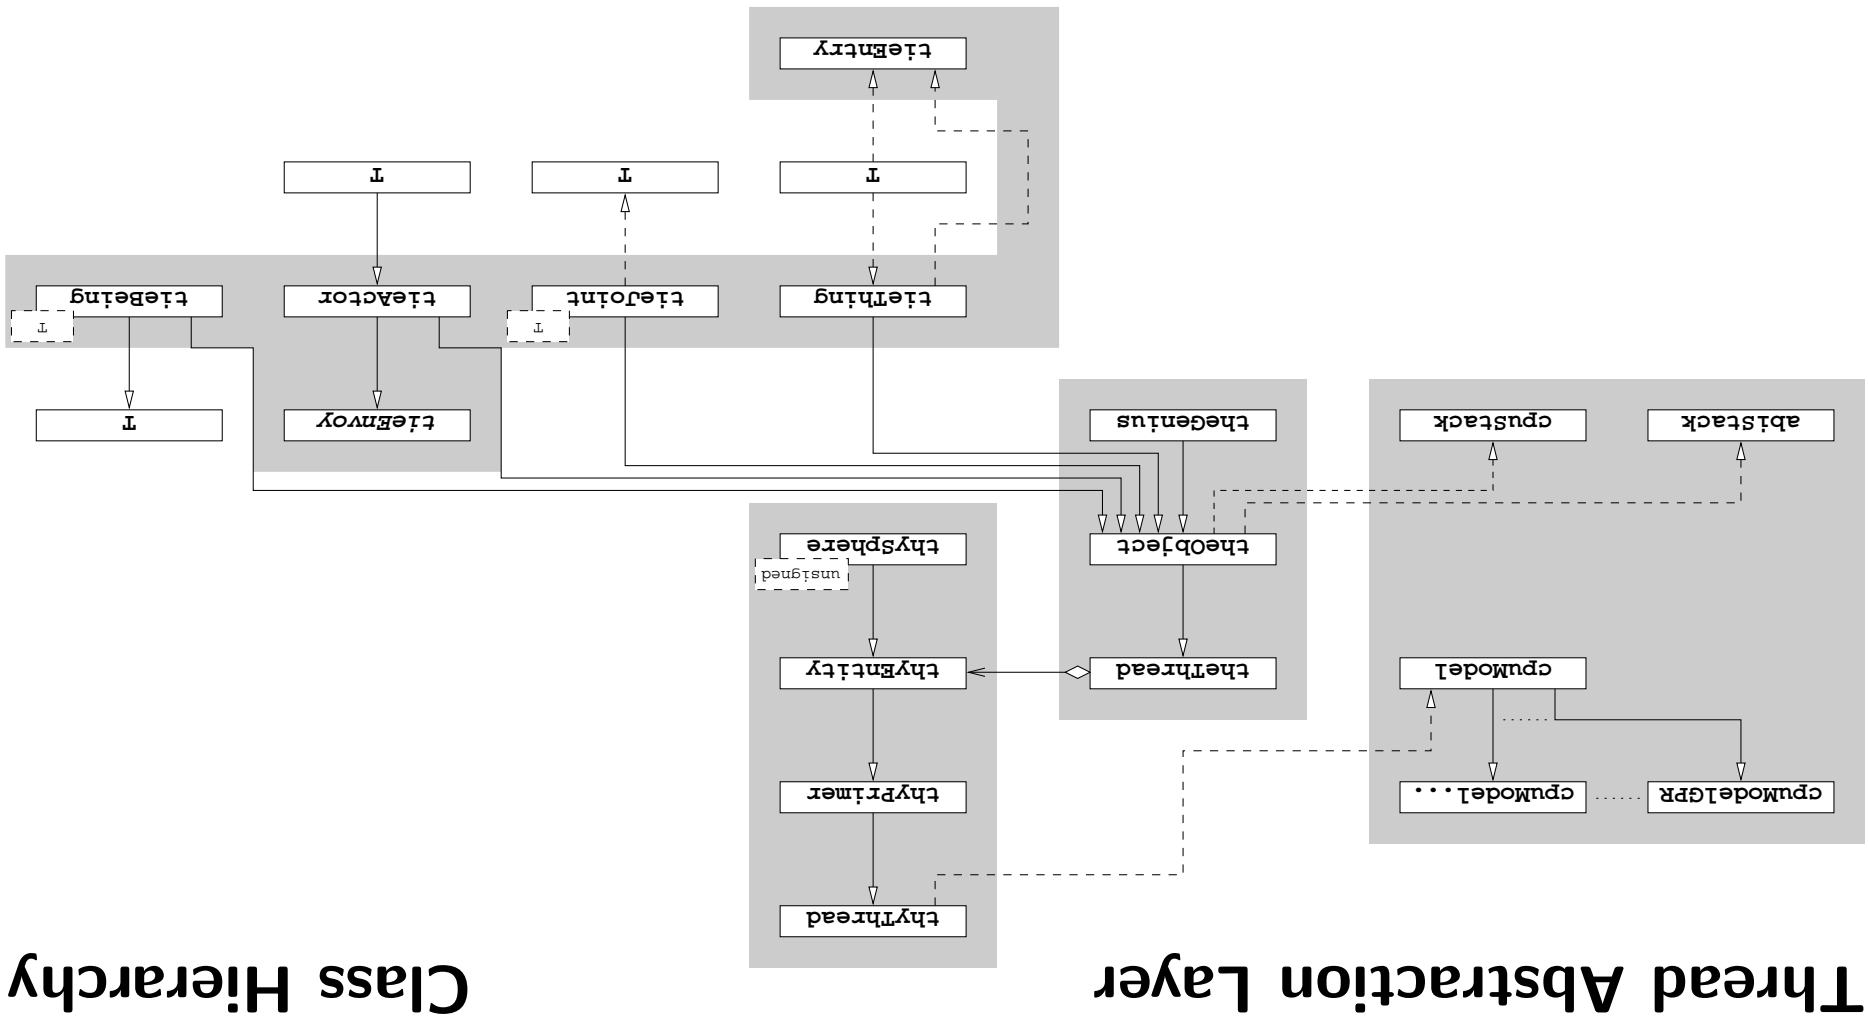 Thread Abstraction Layer
Class Hierarchy
thyThread
cpuModelGPR
cpuModel...
thyPrimer
cpuModel
theThread
thyEntity
unsigned
theObject
thySphere
abiStack
cpuStack
theGenius
tieEnvoy
T
T
T
tieThing
tieJoint
tieActor
tieBeing
T
T
T
tieEntry